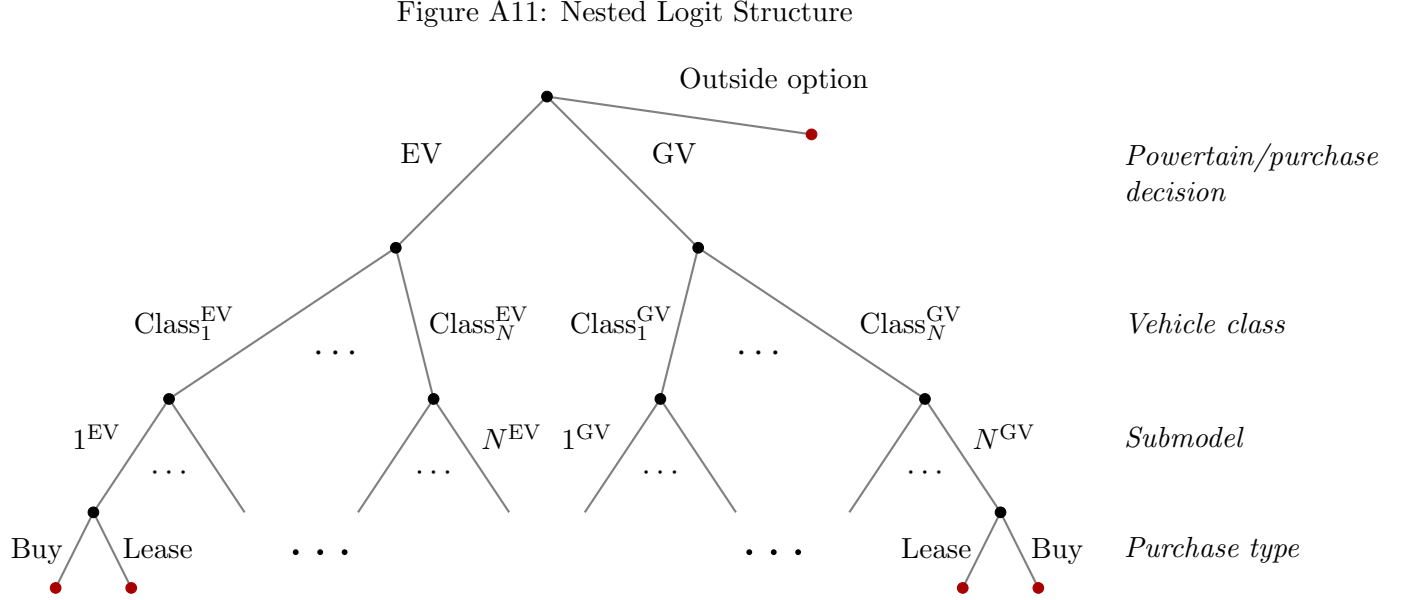 Figure A11: Nested Logit Structure
Outside option
EV
GV
Powertain/purchase
decision
Class₁^EV
Class_N^EV
Class₁^GV
Class_N^GV
Vehicle class
. . .
. . .
1^EV
N^EV
1^GV
N^GV
Submodel
. . .
. . .
. . .
. . .
Buy
Lease
. . .
. . .
Lease
Buy
Purchase type